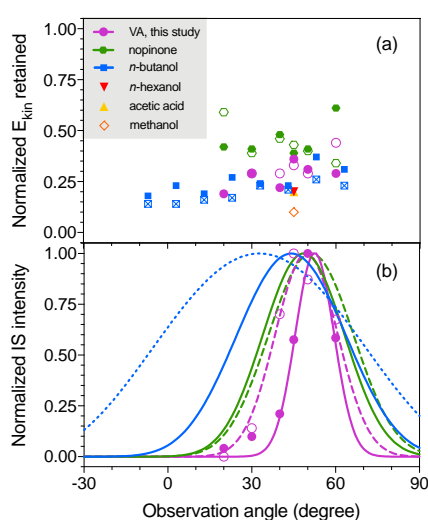 Normalized E_kin retained
1.00
0.75
0.50
0.25
0.00
VA, this study
nopinone
n-butanol
n-hexanol
acetic acid
methanol
(a)
Normalized IS intensity
1.00
0.75
0.50
0.25
0.00
(b)
-30 0 30 60 90
Observation angle (degree)